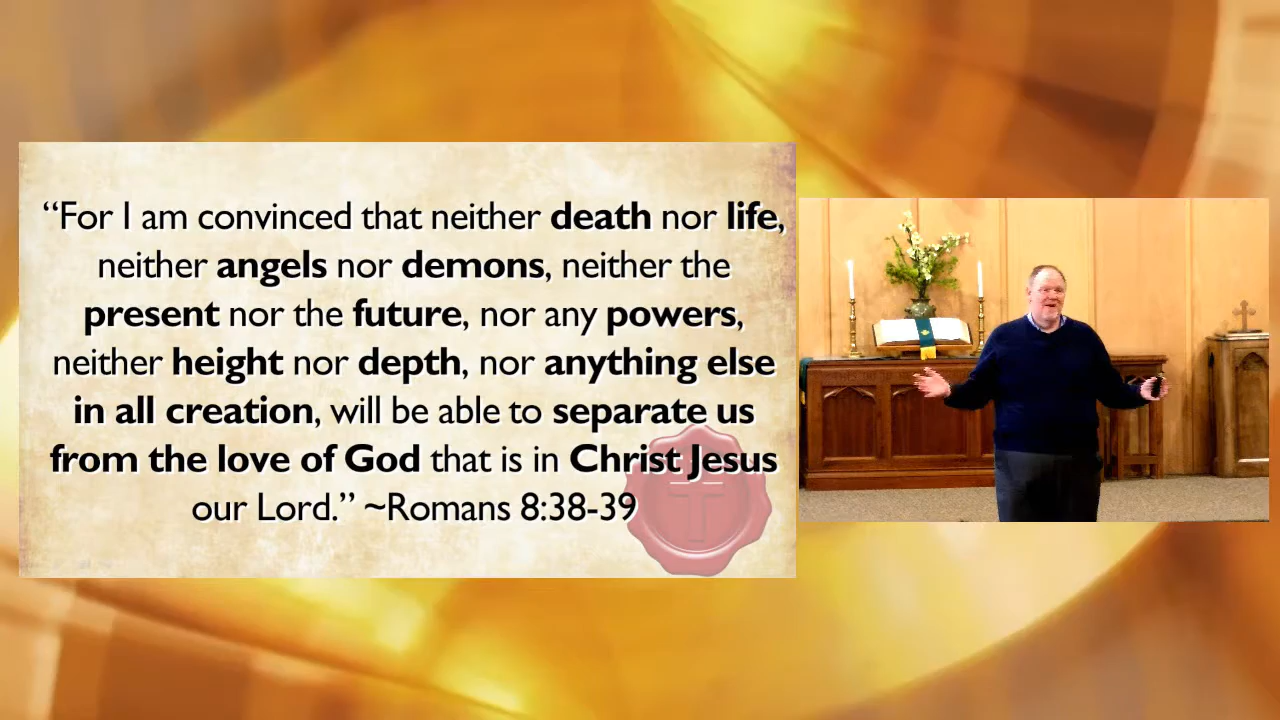 “For I am convinced that neither death nor life,
neither angels nor demons, neither the
present nor the future, nor any powers,
neither height nor depth, nor anything else
in all creation, will be able to separate us
from the love of God that is in Christ Jesus
our Lord.” ~Romans 8:38-39